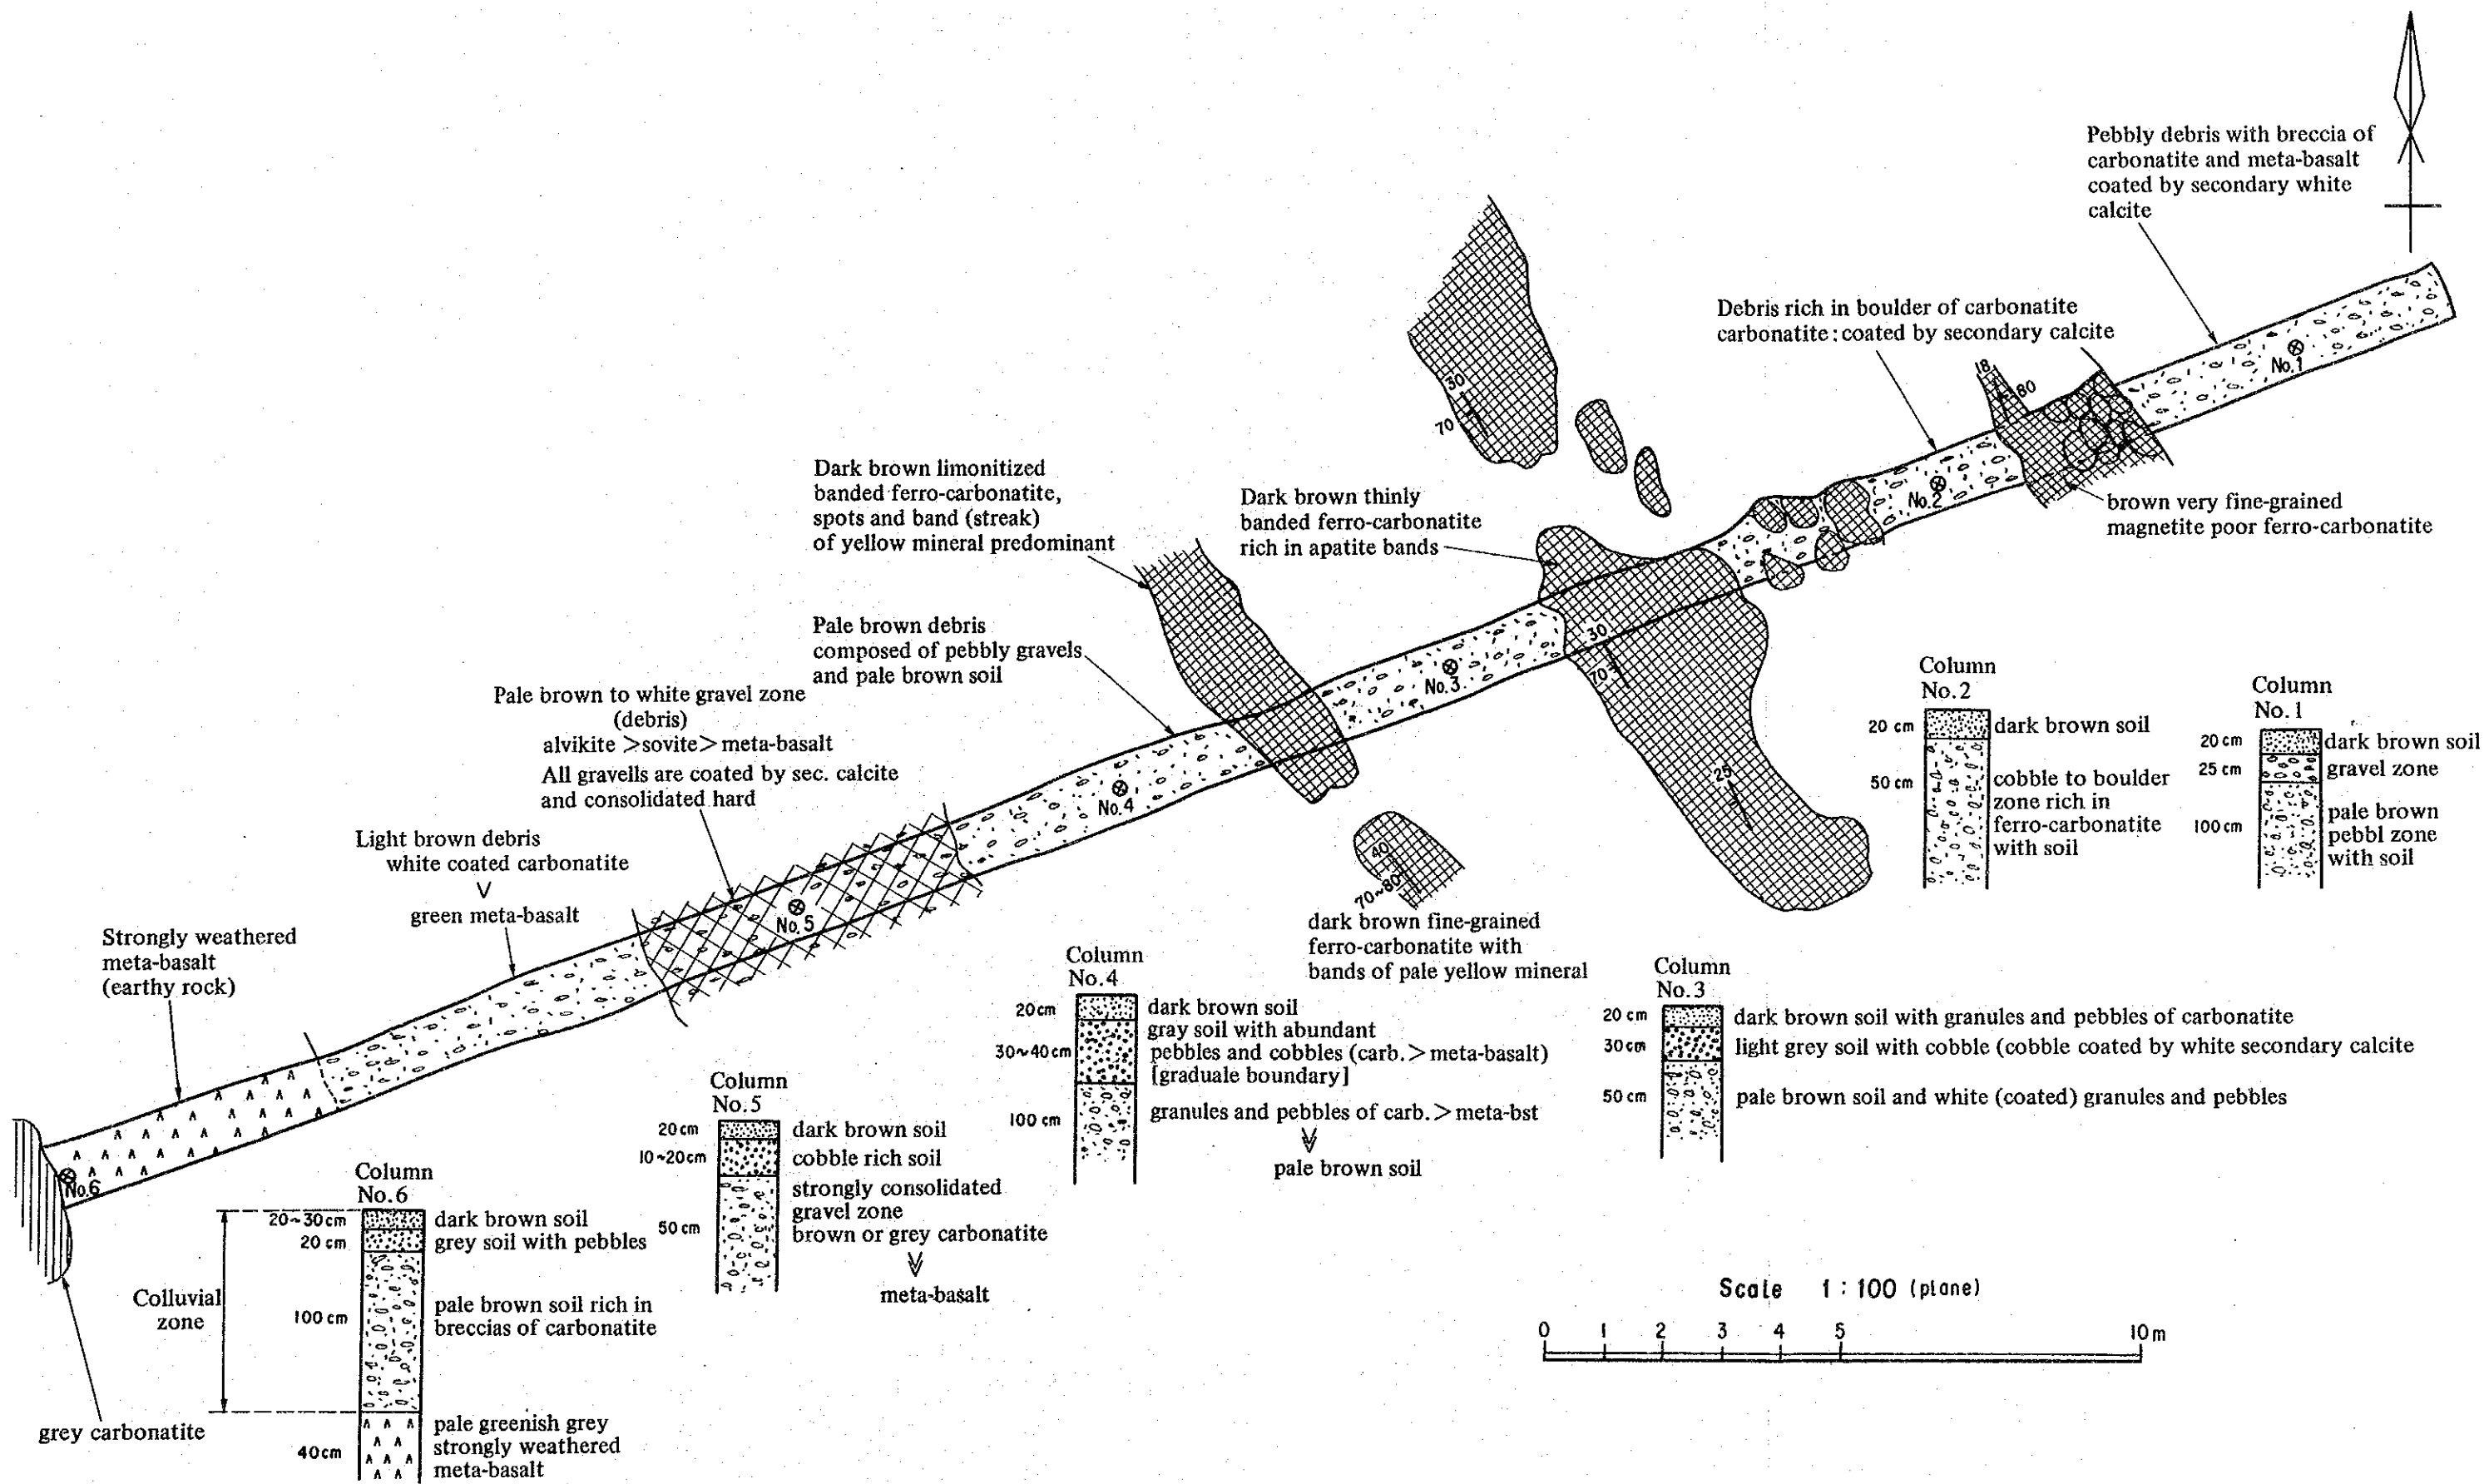 Pebbly debris with breccia of
carbonatite and meta-basalt
coated by secondary white
calcite
Debris rich in boulder of carbonatite
carbonatite : coated by secondary calcite
No.1
18
80
30
70
No.2
brown very fine-grained
magnetite poor ferro-carbonatite
Dark brown limonitized
banded ferro-carbonatite,
spots and band (streak)
of yellow mineral predominant
Dark brown thinly
banded ferro-carbonatite
rich in apatite bands
Pale brown debris
composed of pebbly gravels
and pale brown soil
30
70
No.3
25
Pale brown to white gravel zone
(debris)
alvikite > sovite > meta-basalt
All gravells are coated by sec. calcite
and consolidated hard
No.4
40
70~80
dark brown fine-grained
ferro-carbonatite with
bands of pale yellow mineral
Light brown debris
white coated carbonatite
V
green meta-basalt
No.5
Strongly weathered
meta-basalt
(earthy rock)
No.6
grey carbonatite
Column
No.2
20 cm dark brown soil
50 cm cobble to boulder
zone rich in
ferro-carbonatite
with soil
Column
No.1
20 cm dark brown soil
25 cm gravel zone
100 cm pale brown
pebbl zone
with soil
Column
No.4
20cm dark brown soil
30~40cm gray soil with abundant
pebbles and cobbles (carb. > meta-basalt)
[graduale boundary]
100 cm granules and pebbles of carb. > meta-bst
pale brown soil
Column
No.3
20 cm dark brown soil with granules and pebbles of carbonatite
30cm light grey soil with cobble (cobble coated by white secondary calcite
50 cm pale brown soil and white (coated) granules and pebbles
Column
No.5
20cm dark brown soil
10~20cm cobble rich soil
50 cm strongly consolidated
gravel zone
brown or grey carbonatite
meta-basalt
Column
No.6
20~30cm dark brown soil
20 cm grey soil with pebbles
Colluvial
zone
100 cm pale brown soil rich in
breccias of carbonatite
40cm pale greenish grey
strongly weathered
meta-basalt
Scale 1 : 100 (plane)
0 1 2 3 4 5 10m